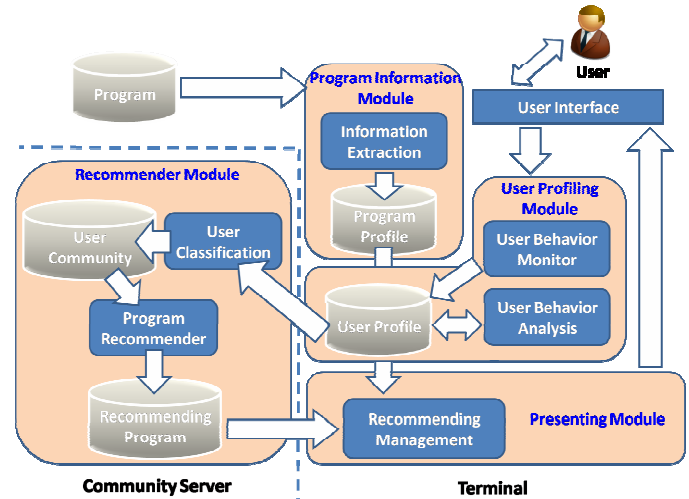 User
Program
Program Information
Module
User Interface
Information
Extraction
Recommender Module
User Profiling
Module
Program
Profile
User
Community
User
Classification
User Behavior
Monitor
Program
Recommender
User Profile
User Behavior
Analysis
Recommending
Program
Recommending
Management
Presenting Module
Community Server
Terminal